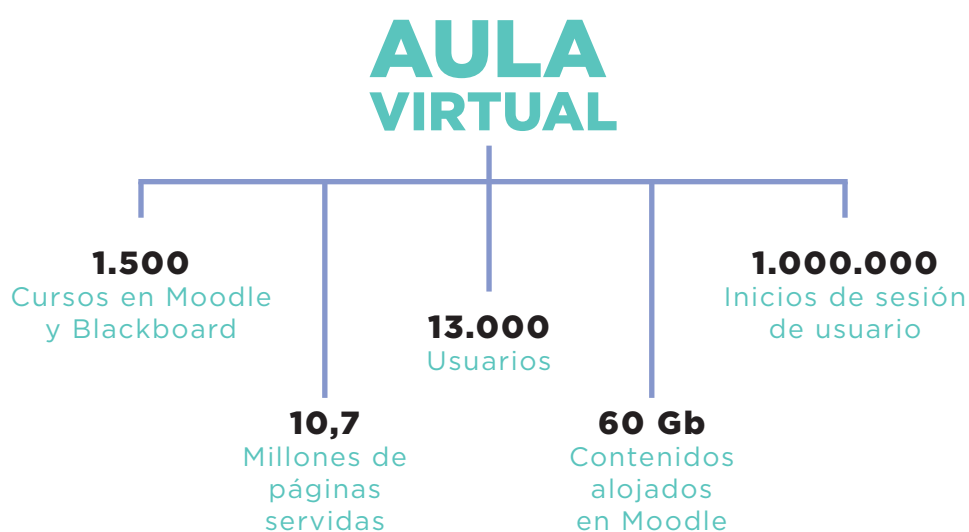 AULA
VIRTUAL
1.500
Cursos en Moodle
y Blackboard
10,7
Millones de
páginas
servidas
13.000
Usuarios
60 Gb
Contenidos
alojados
en Moodle
1.000.000
Inicios de sesión
de usuario